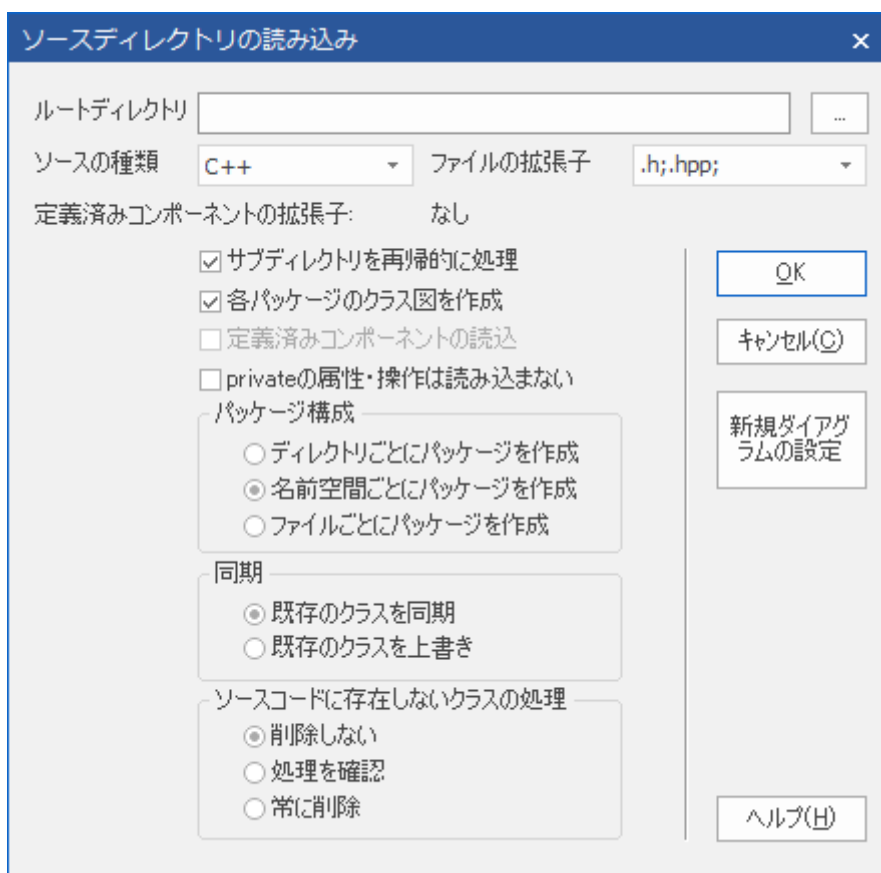 ソースディレクトリの読み込み
ルートディレクトリ ...
ソースの種類 C++ ファイルの拡張子 .h;.hpp;
定義済みコンポーネントの拡張子: なし
サブディレクトリを再帰的に処理
OK
各パッケージのクラス図を作成
定義済みコンポーネントの読込
キャンセル(C)
privateの属性・操作は読み込まない
パッケージ構成
新規ダイアグ
ラムの設定
ディレクトリごとにパッケージを作成
名前空間ごとにパッケージを作成
ファイルごとにパッケージを作成
同期
既存のクラスを同期
既存のクラスを上書き
ソースコードに存在しないクラスの処理
削除しない
処理を確認
常に削除
ヘルプ(H)